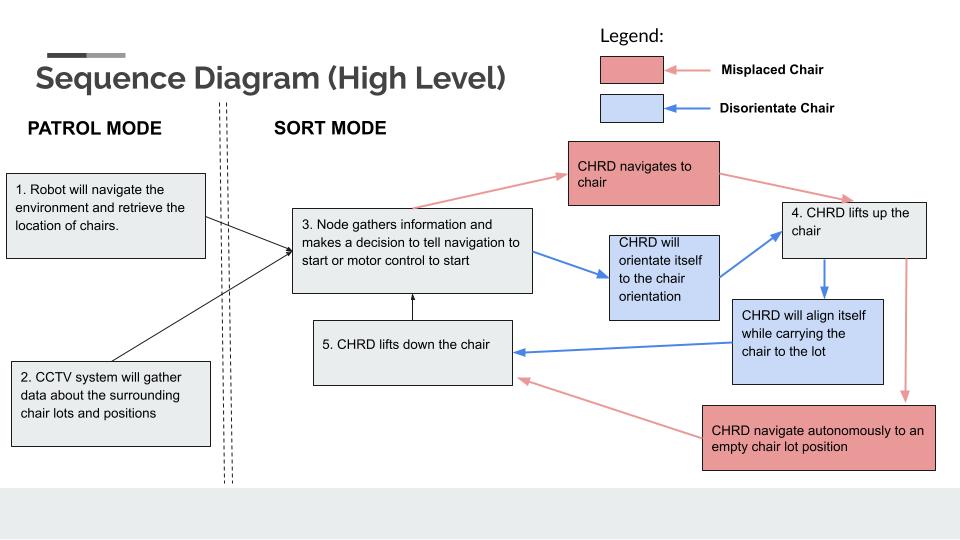 Legend:
Misplaced Chair
Disorientate Chair
Sequence Diagram (High Level)
PATROL MODE
SORT MODE
1. Robot will navigate the
environment and retrieve the
location of chairs.
2. CCTV system will gather
data about the surrounding
chair lots and positions
3. Node gathers information and
makes a decision to tell navigation to
start or motor control to start
CHRD navigates to
chair
CHRD will
orientate itself
to the chair
orientation
4. CHRD lifts up the
chair
CHRD will align itself
while carrying the
chair to the lot
CHRD navigate autonomously to an
empty chair lot position
5. CHRD lifts down the chair